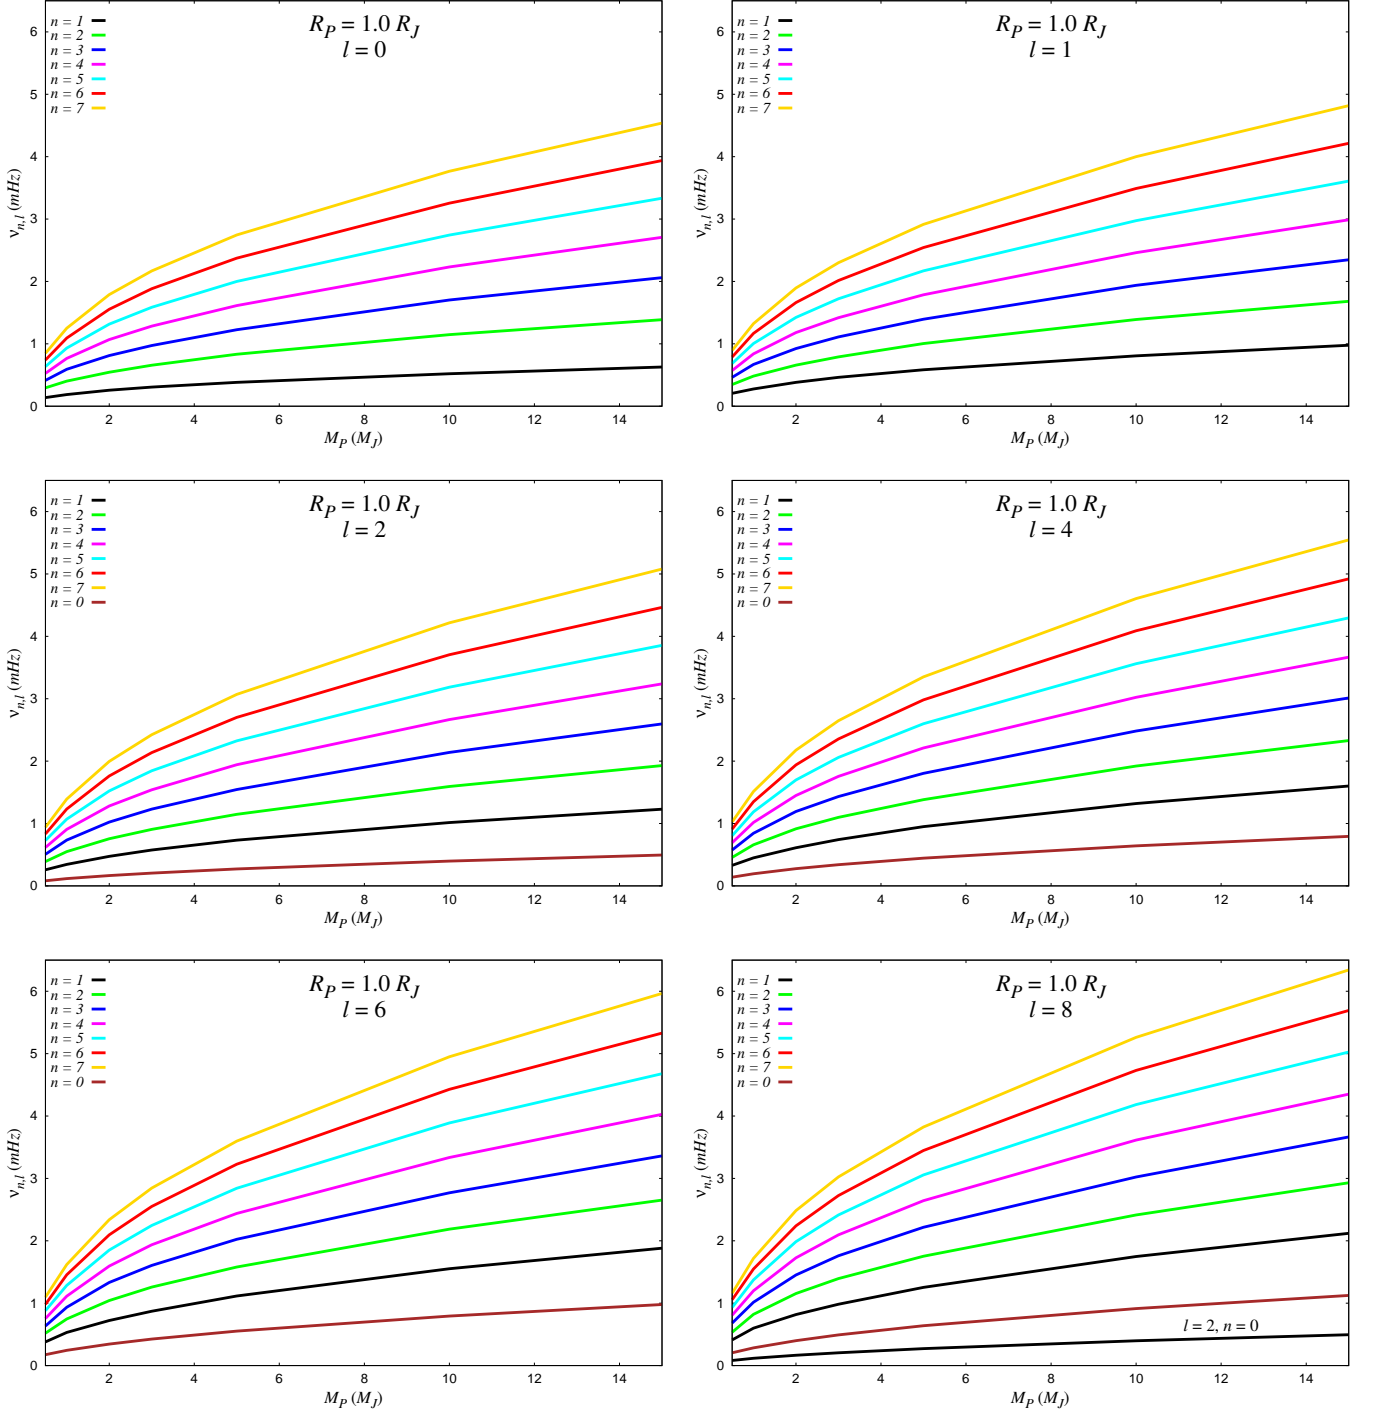 R_P = 1.0 R_J
l = 0
n = 1
n = 2
n = 3
n = 4
n = 5
n = 6
n = 7
ν_{n,l} (mHz)
6
5
4
3
2
1
0
2 4 6 8 10 12 14
M_P (M_J)
R_P = 1.0 R_J
l = 1
n = 1
n = 2
n = 3
n = 4
n = 5
n = 6
n = 7
ν_{n,l} (mHz)
6
5
4
3
2
1
0
2 4 6 8 10 12 14
M_P (M_J)
R_P = 1.0 R_J
l = 2
n = 1
n = 2
n = 3
n = 4
n = 5
n = 6
n = 7
n = 0
ν_{n,l} (mHz)
6
5
4
3
2
1
0
2 4 6 8 10 12 14
M_P (M_J)
R_P = 1.0 R_J
l = 4
n = 1
n = 2
n = 3
n = 4
n = 5
n = 6
n = 7
n = 0
ν_{n,l} (mHz)
6
5
4
3
2
1
0
2 4 6 8 10 12 14
M_P (M_J)
R_P = 1.0 R_J
l = 6
n = 1
n = 2
n = 3
n = 4
n = 5
n = 6
n = 7
n = 0
ν_{n,l} (mHz)
6
5
4
3
2
1
0
2 4 6 8 10 12 14
M_P (M_J)
R_P = 1.0 R_J
l = 8
n = 1
n = 2
n = 3
n = 4
n = 5
n = 6
n = 7
n = 0
ν_{n,l} (mHz)
6
5
4
3
2
1
0
l = 2, n = 0
2 4 6 8 10 12 14
M_P (M_J)